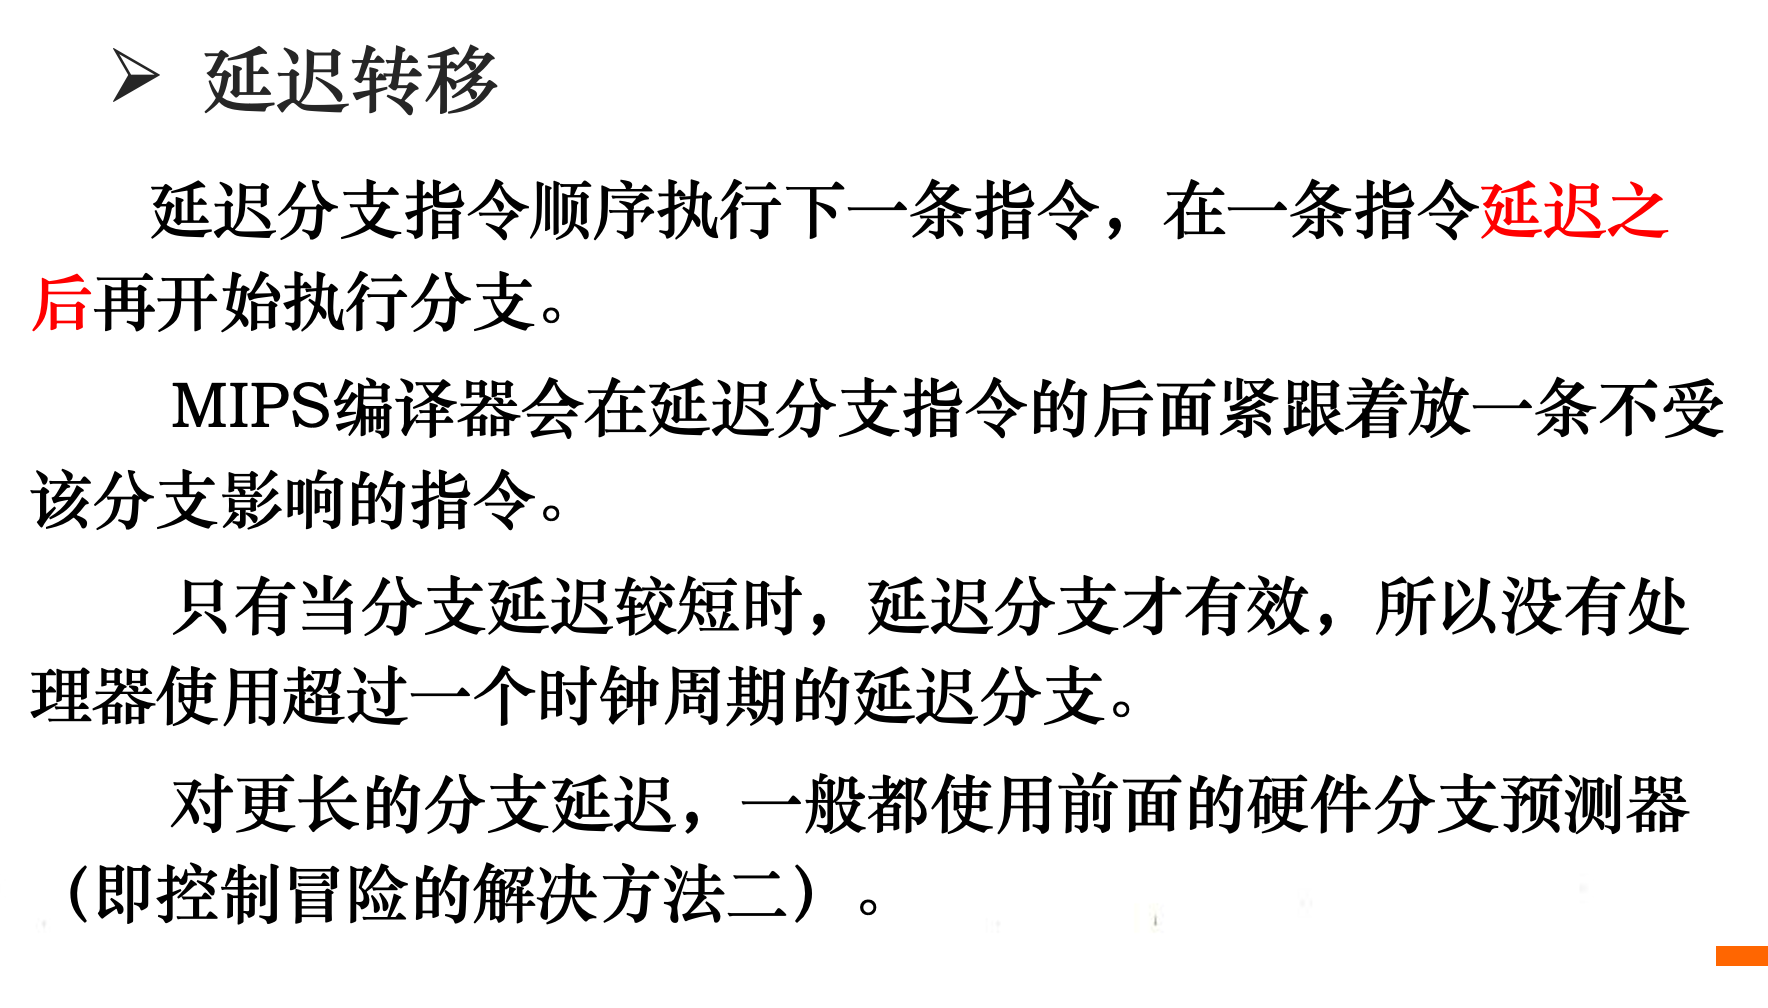 ➢ 延迟转移
延迟分支指令顺序执行下一条指令，在一条指令延迟之
后再开始执行分支。
MIPS编译器会在延迟分支指令的后面紧跟着放一条不受
该分支影响的指令。
只有当分支延迟较短时，延迟分支才有效，所以没有处
理器使用超过一个时钟周期的延迟分支。
对更长的分支延迟，一般都使用前面的硬件分支预测器
（即控制冒险的解决方法二）。